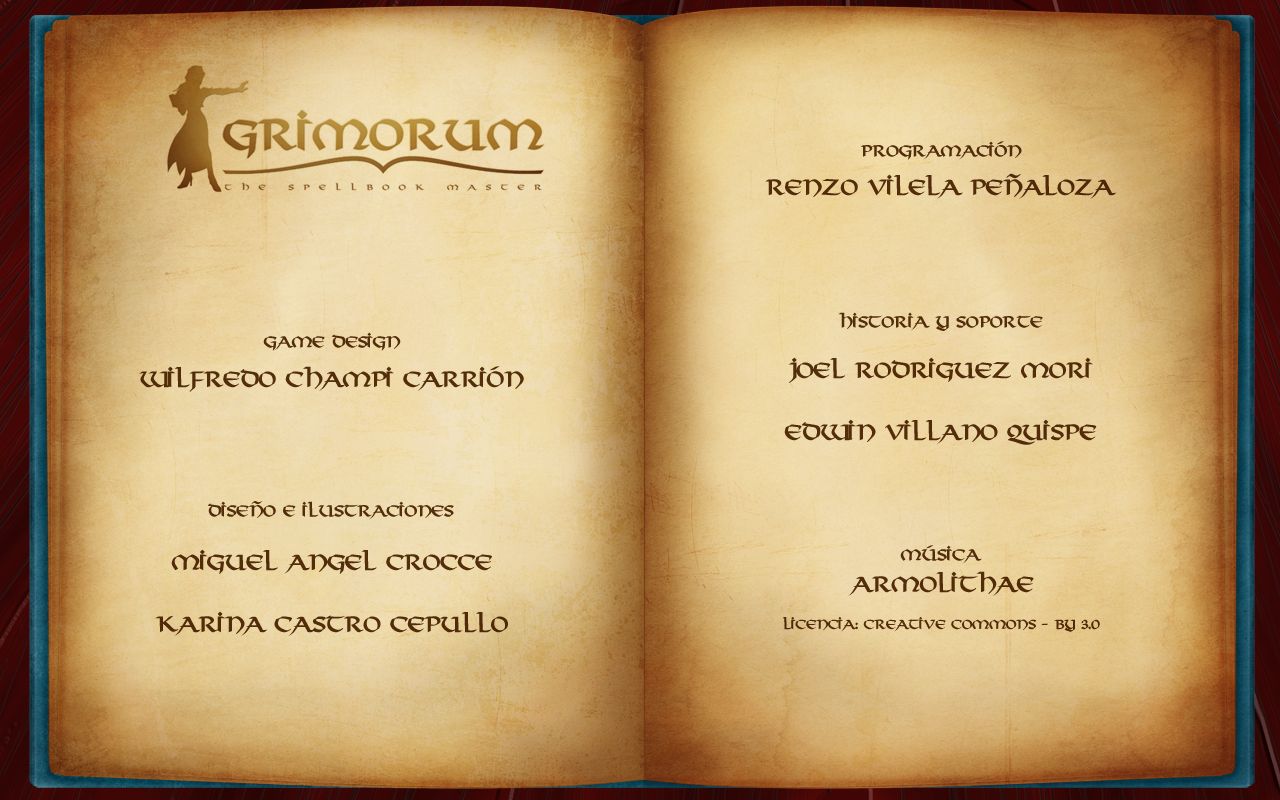 GRIMORUM
THE SPELLBOOK MASTER
GAME DESIGN
WILFREDO CHAMPI CARRIÓN
DISEÑO E ILUSTRACIONES
MIGUEL ANGEL CROCCE
KARINA CASTRO CEPULLO
PROGRAMACIÓN
RENZO VILELA PEÑALOZA
HISTORIA Y SOPORTE
JOEL RODRIGUEZ MORI
EDWIN VILLANO QUISPE
MÚSICA
ARMOLITHAE
LICENCIA: CREATIVE COMMONS - BY 3.0